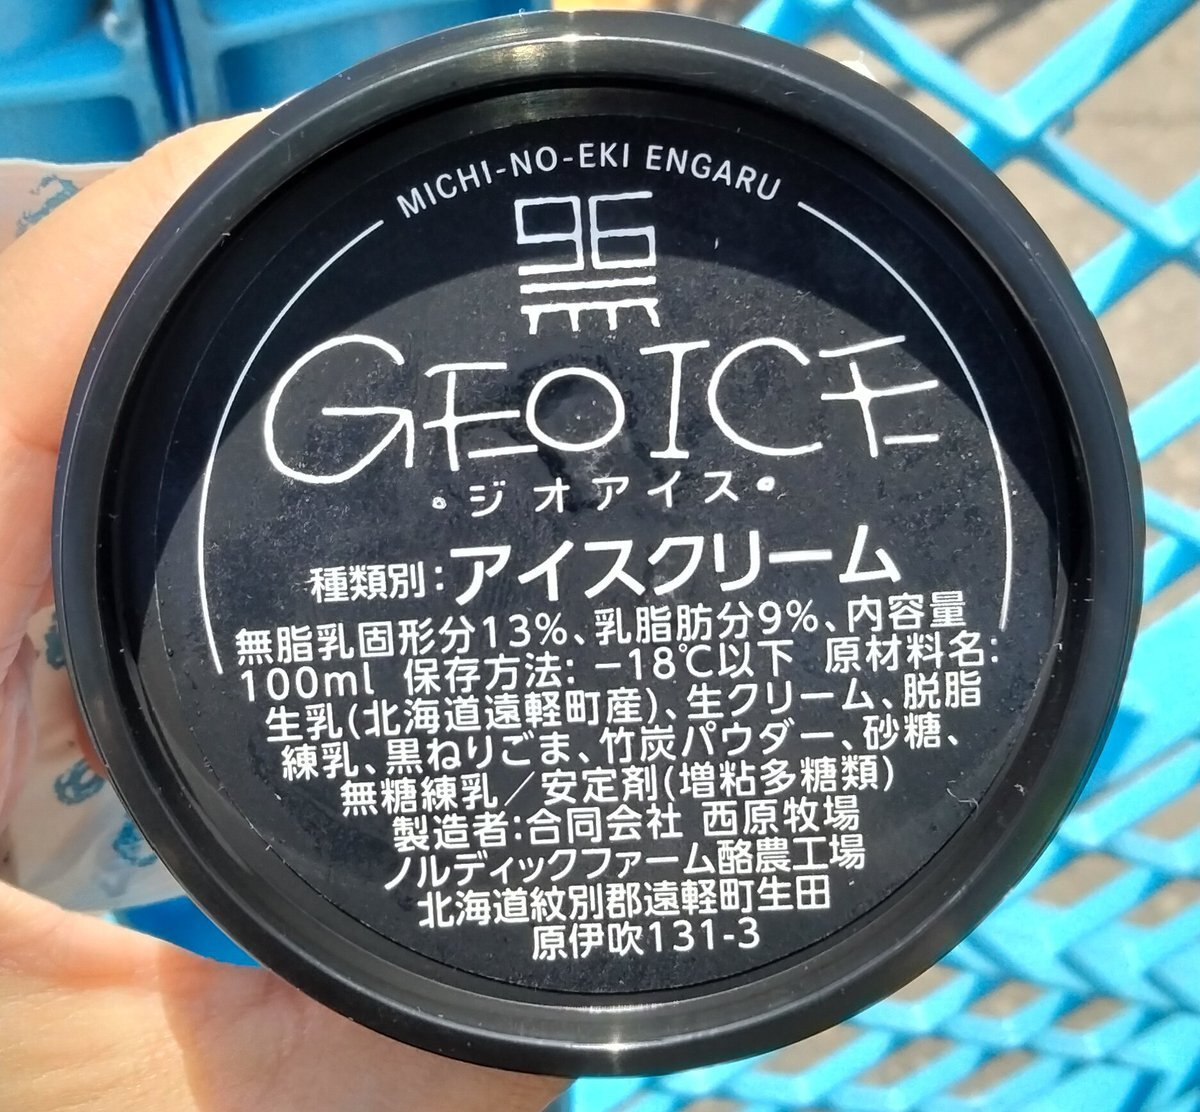 MICHI-NO-EKI ENGARU
GEOICE
・ジオアイス・
種類別:アイスクリーム
無脂乳固形分13%、乳脂肪分9%、内容量
100ml 保存方法: −18℃以下 原材料名:
生乳(北海道遠軽町産)、生クリーム、脱脂
練乳、黒ねりごま、竹炭パウダー、砂糖、
無糖練乳／安定剤(増粘多糖類)
製造者:合同会社 西原牧場
ノルディックファーム酪農工場
北海道紋別郡遠軽町生田
原伊吹131-3